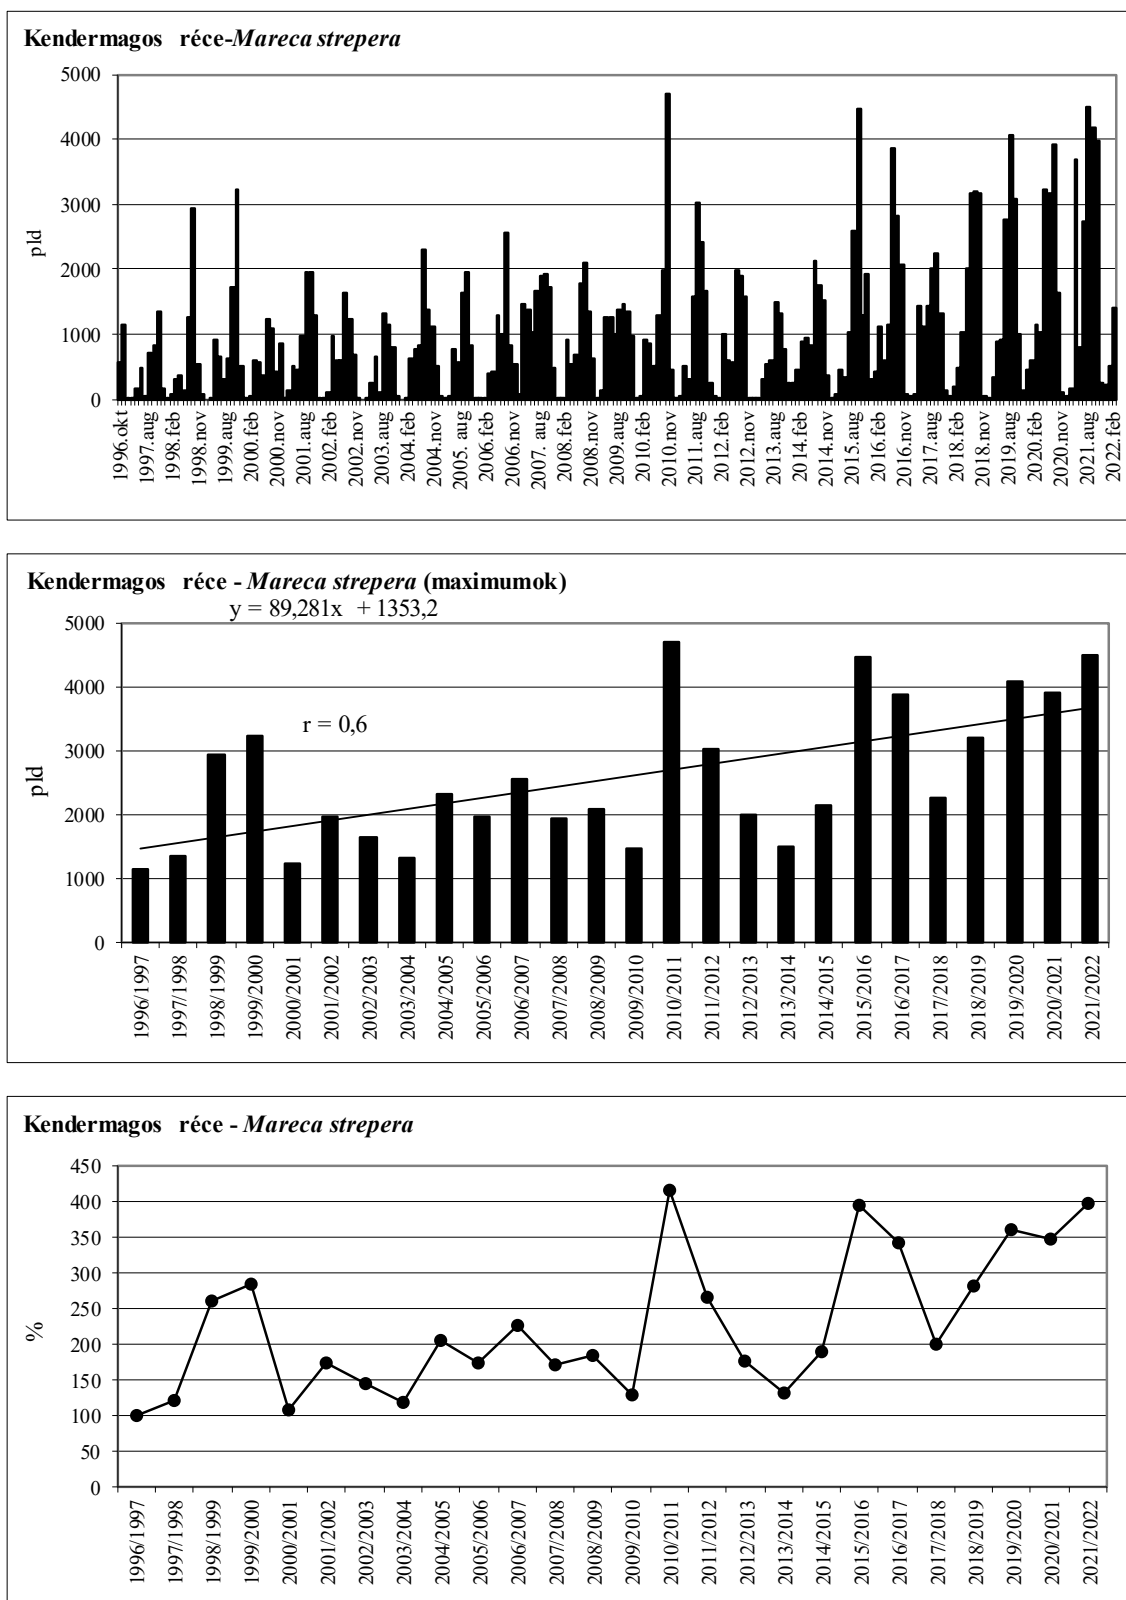 Kendermagos réce-Mareca strepera
5000
4000
3000
2000
1000
0
pld
1996.okt
1997.aug
1998.feb
1998.nov
1999.aug
2000.feb
2000.nov
2001.aug
2002.feb
2002.nov
2003.aug
2004.feb
2004.nov
2005. aug
2006.feb
2006.nov
2007. aug
2008.feb
2008.nov
2009.aug
2010.feb
2010.nov
2011.aug
2012.feb
2012.nov
2013.aug
2014.feb
2014.nov
2015.aug
2016.feb
2016.nov
2017.aug
2018.feb
2018.nov
2019.aug
2020.feb
2020.nov
2021.aug
2022.feb
Kendermagos réce - Mareca strepera (maximumok)
y = 89,281x + 1353,2
r = 0,6
5000
4000
3000
2000
1000
0
pld
1996/1997
1997/1998
1998/1999
1999/2000
2000/2001
2001/2002
2002/2003
2003/2004
2004/2005
2005/2006
2006/2007
2007/2008
2008/2009
2009/2010
2010/2011
2011/2012
2012/2013
2013/2014
2014/2015
2015/2016
2016/2017
2017/2018
2018/2019
2019/2020
2020/2021
2021/2022
Kendermagos réce - Mareca strepera
450
400
350
300
250
200
150
100
50
0
%
1996/1997
1997/1998
1998/1999
1999/2000
2000/2001
2001/2002
2002/2003
2003/2004
2004/2005
2005/2006
2006/2007
2007/2008
2008/2009
2009/2010
2010/2011
2011/2012
2012/2013
2013/2014
2014/2015
2015/2016
2016/2017
2017/2018
2018/2019
2019/2020
2020/2021
2021/2022